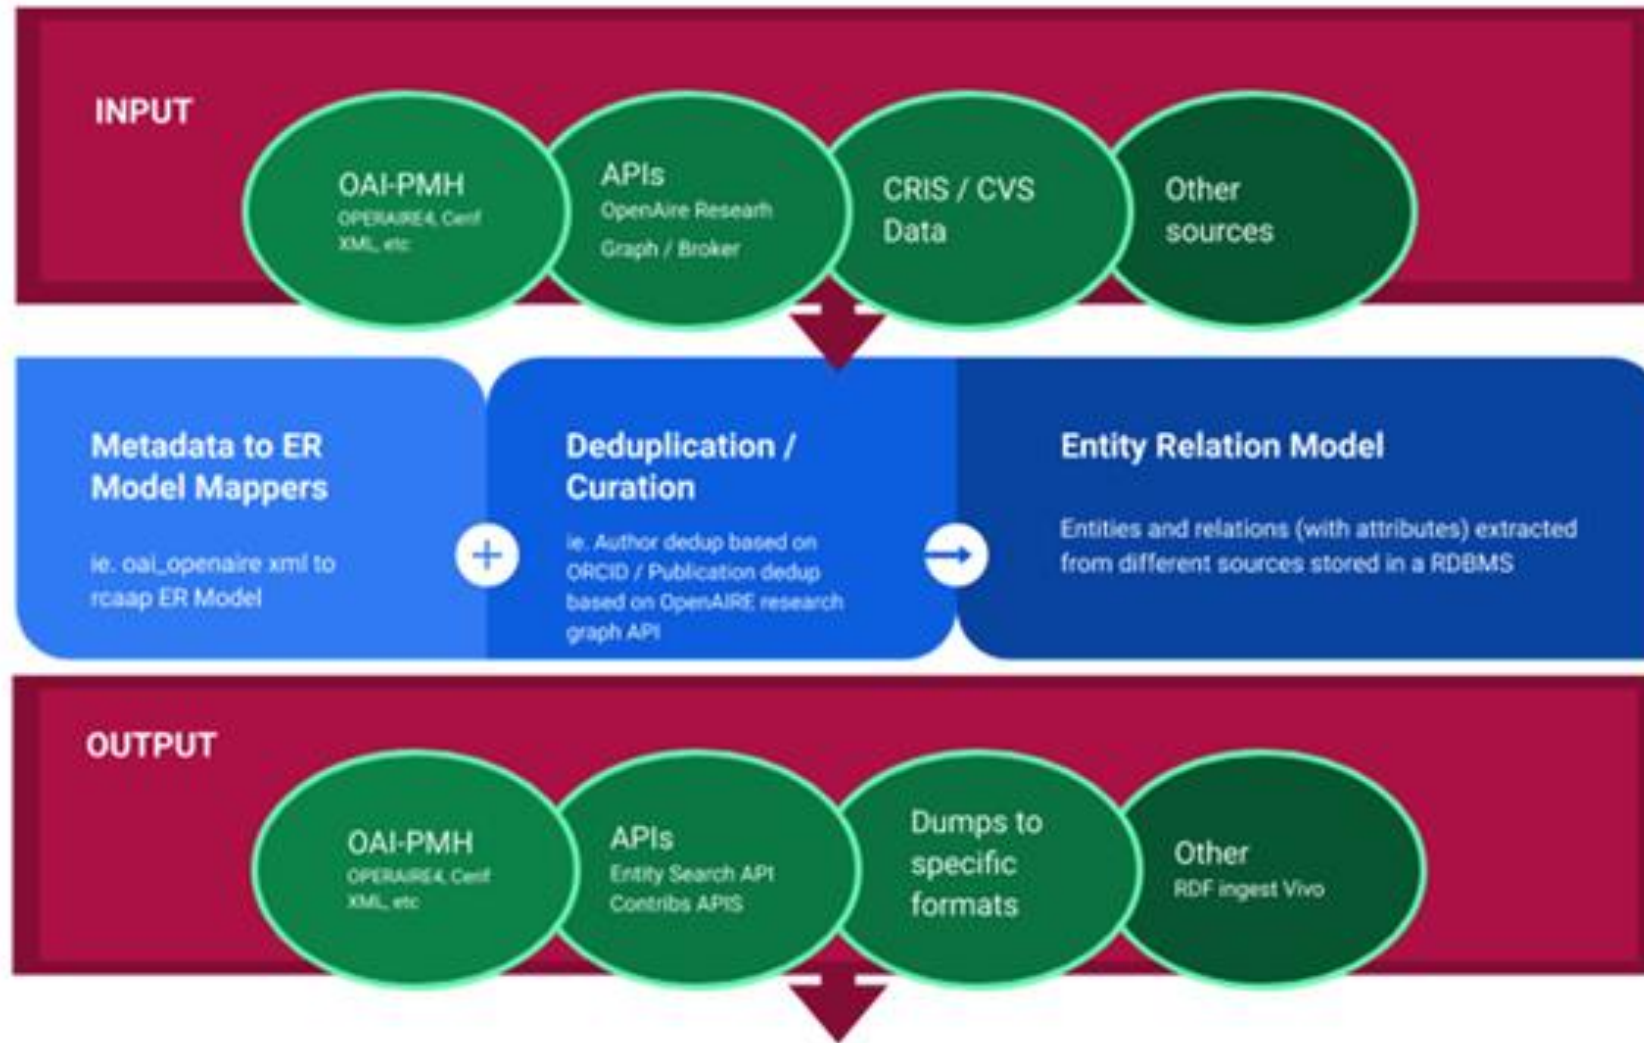 INPUT
OAI-PMH
OPERAIRE4, Cerif
XML, etc
APIs
OpenAire Researh
Graph / Broker
CRIS / CVS
Data
Other
sources
Metadata to ER
Model Mappers
ie. oai_openaire xml to
rcaap ER Model
+
Deduplication /
Curation
ie. Author dedup based on
ORCID / Publication dedup
based on OpenAIRE research
graph API
Entity Relation Model
Entities and relations (with attributes) extracted
from different sources stored in a RDBMS
OUTPUT
OAI-PMH
OPERAIRE4, Cerif
XML, etc
APIs
Entity Search API
Contribs APIS
Dumps to
specific
formats
Other
RDF ingest Vivo